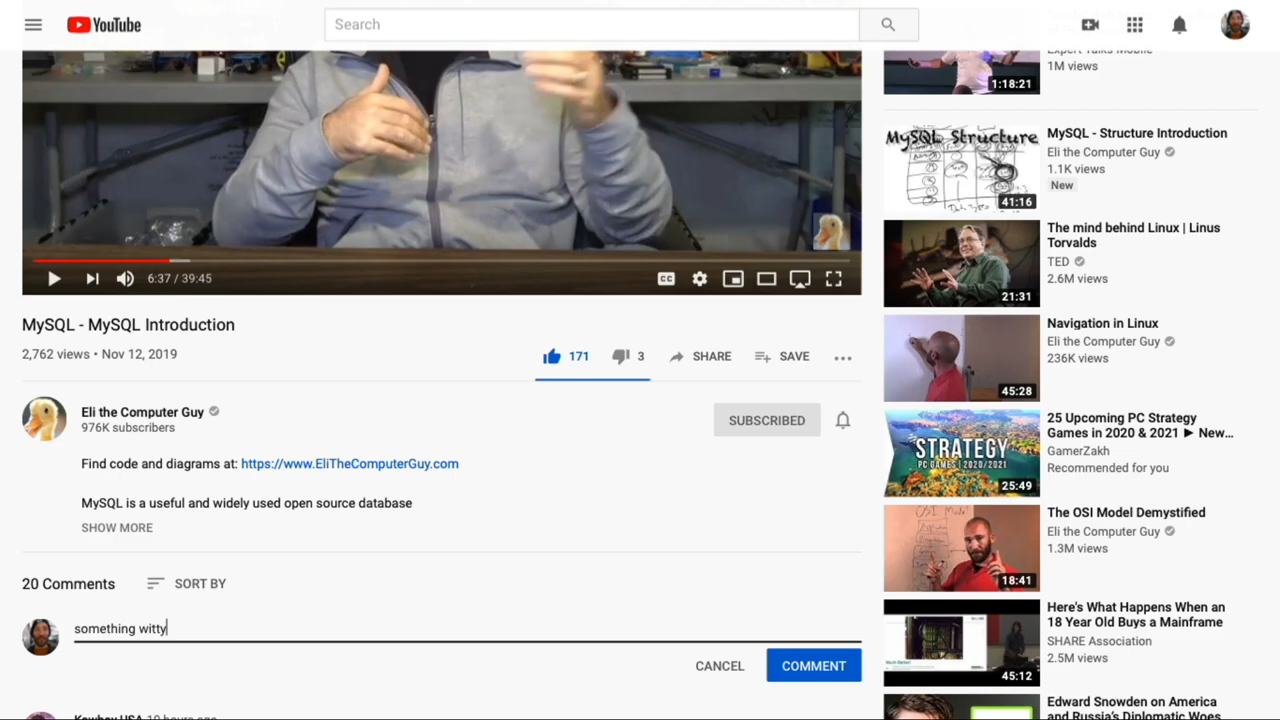 YouTube
Search
Expert Talks Mobile
1M views
1:18:21
MySQL Structure
41:16
MySQL - Structure Introduction
Eli the Computer Guy
1.1K views
New
21:31
The mind behind Linux | Linus
Torvalds
TED
2.6M views
45:28
Navigation in Linux
Eli the Computer Guy
236K views
STRATEGY
PC GAMES | 2020/2021
25:49
25 Upcoming PC Strategy
Games in 2020 & 2021 ► New...
GamerZakh
Recommended for you
18:41
The OSI Model Demystified
Eli the Computer Guy
1.3M views
45:12
Here's What Happens When an
18 Year Old Buys a Mainframe
SHARE Association
2.5M views
Edward Snowden on America
and Russia's Diplomatic Woes
6:37 / 39:45
CC
MySQL - MySQL Introduction
2,762 views • Nov 12, 2019
171
3
SHARE
SAVE
Eli the Computer Guy
976K subscribers
SUBSCRIBED
Find code and diagrams at: https://www.EliTheComputerGuy.com
MySQL is a useful and widely used open source database
SHOW MORE
20 Comments
SORT BY
something witty
CANCEL
COMMENT
Kowboy USA 10 hours ago